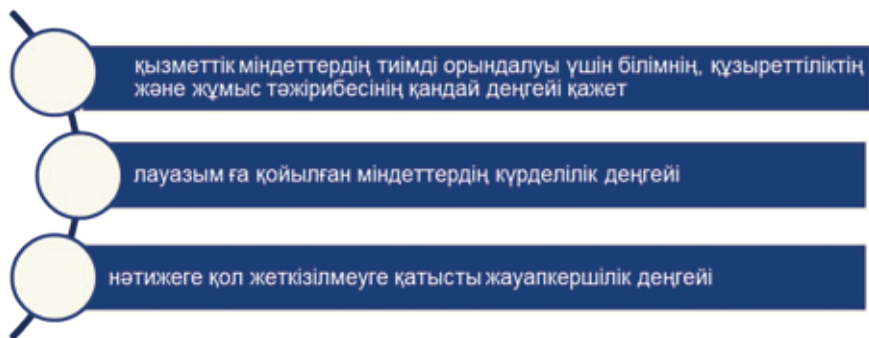 қызметтік міндеттердің тиімді орындалуы үшін білімнің, құзыреттіліктің
және жұмыс тәжірибесінің қандай деңгейі қажет
лауазым ға қойылған міндеттердің күрделілік деңгейі
нәтижеге қол жеткізілмеуге қатысты жауапкершілік деңгейі